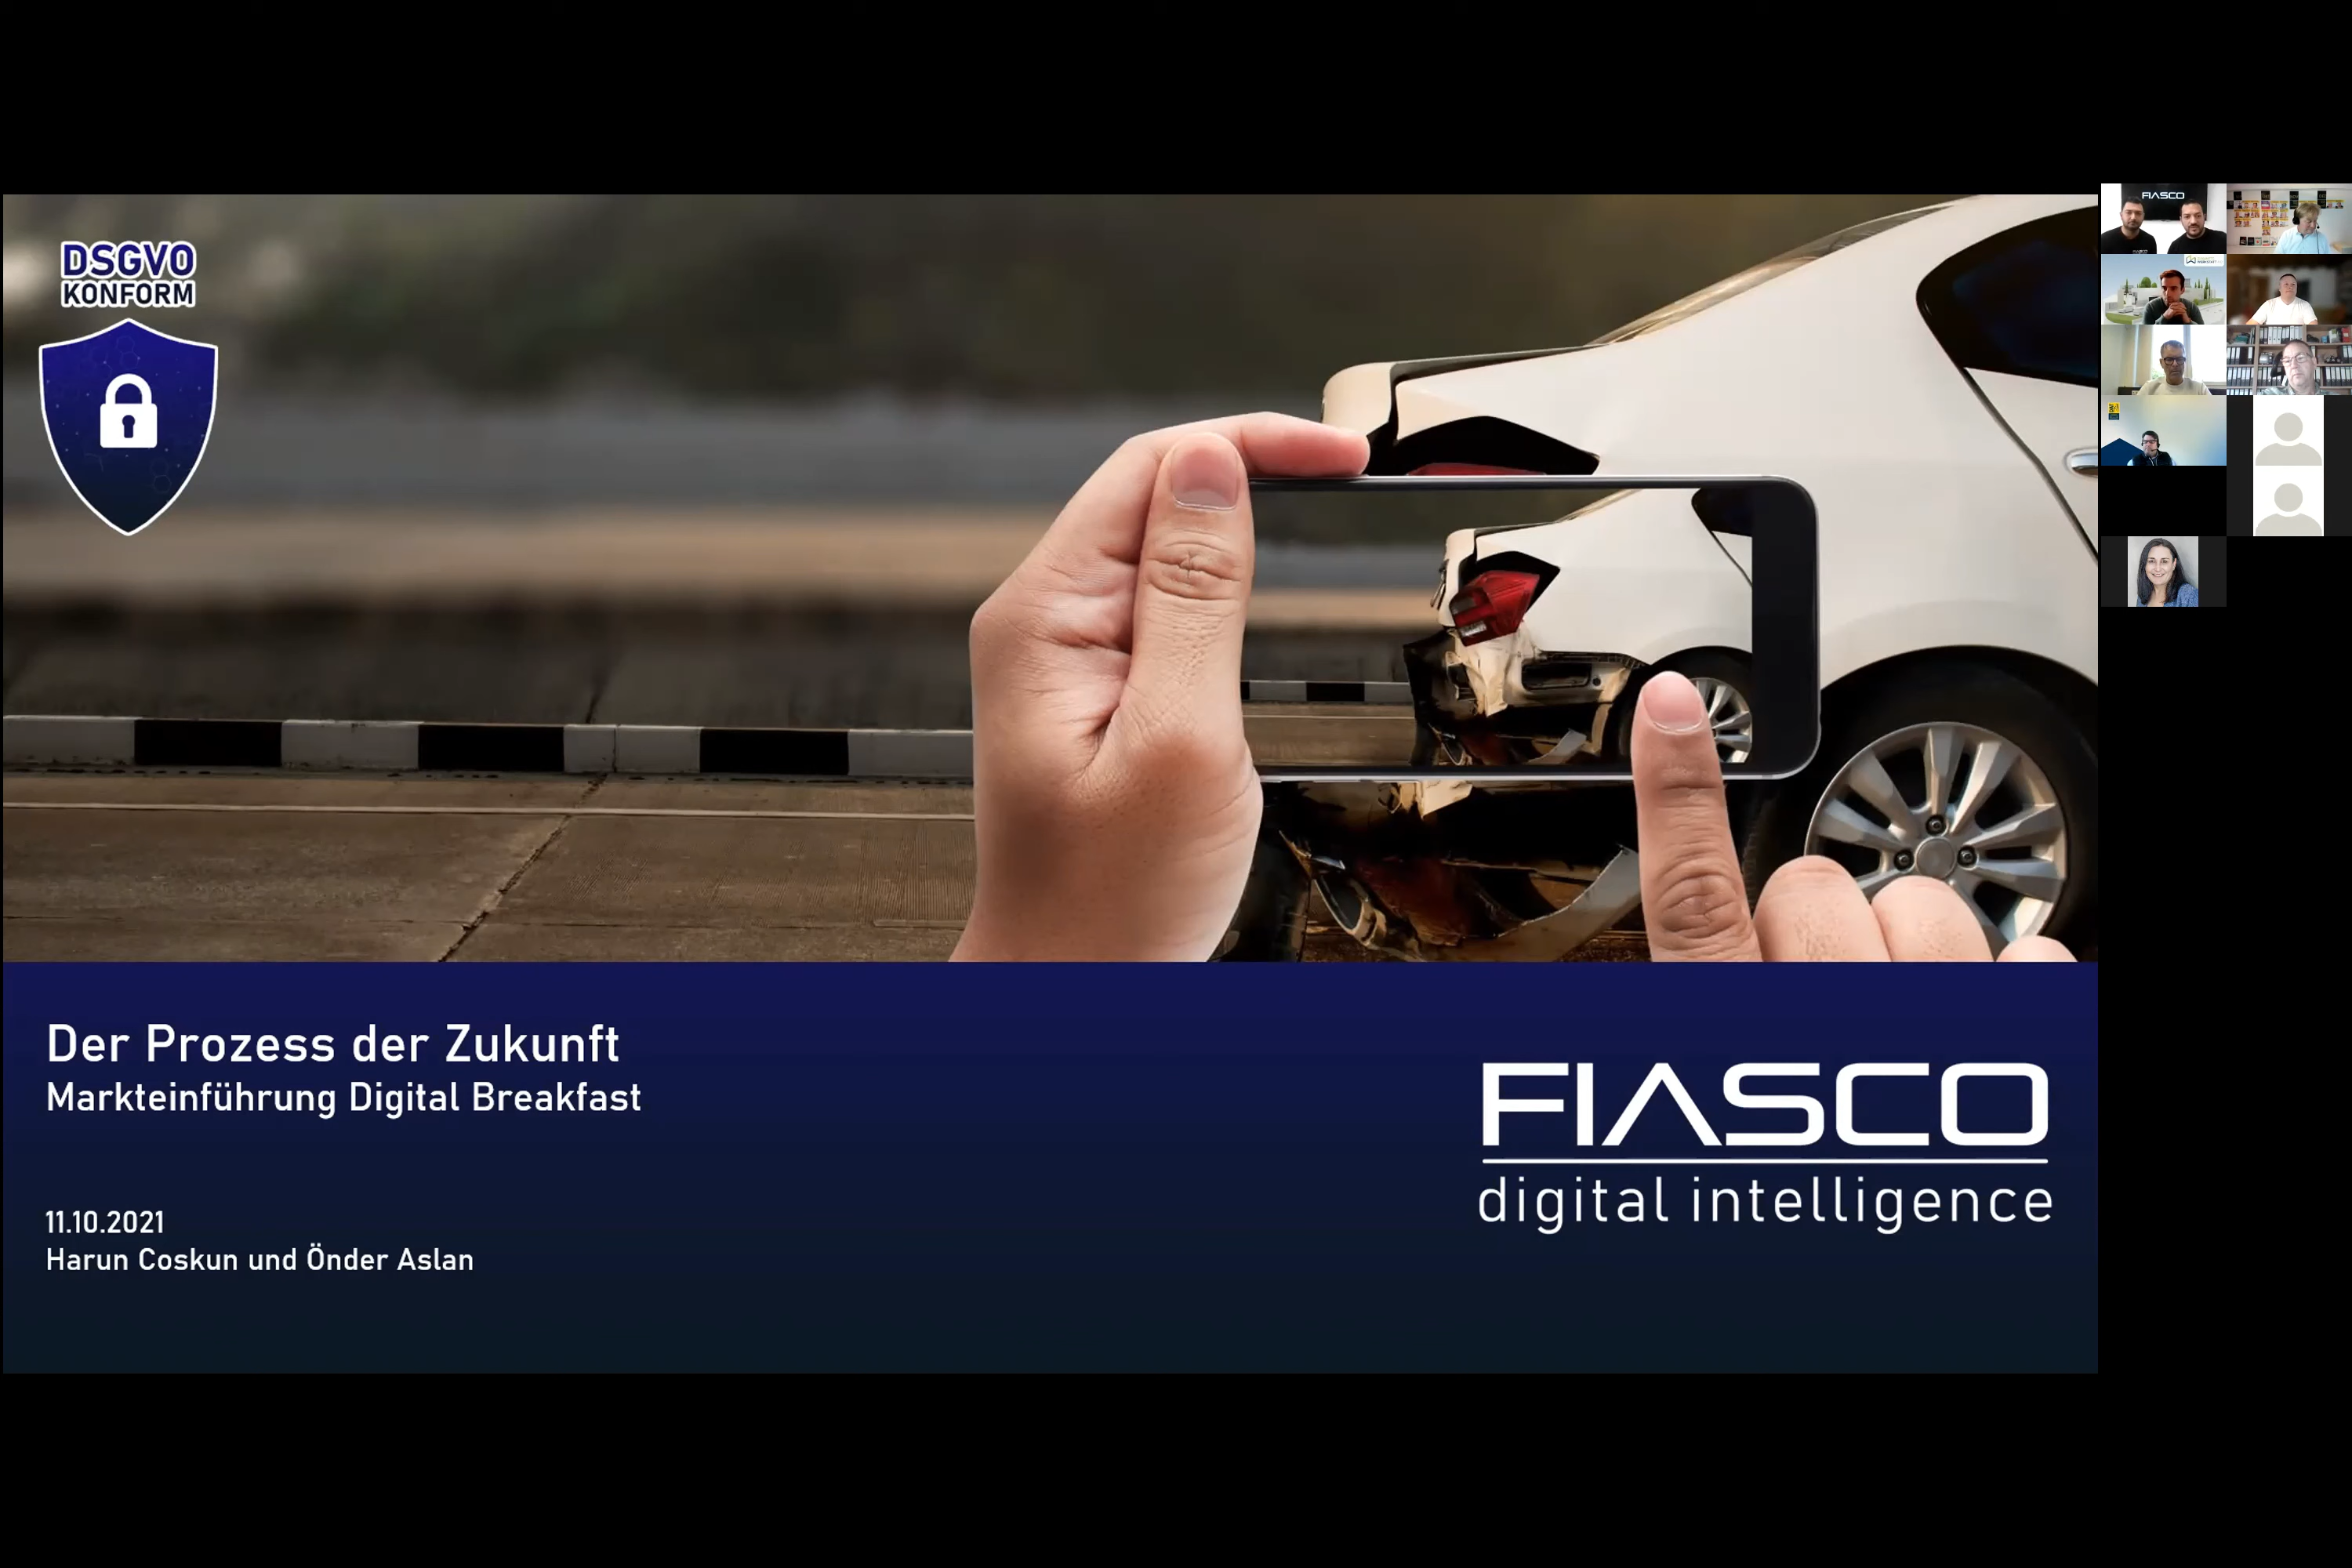 DSGVO
KONFORM
Der Prozess der Zukunft
Markteinführung Digital Breakfast
11.10.2021
Harun Coskun und Önder Aslan
FIASCO
digital intelligence
FIASCO